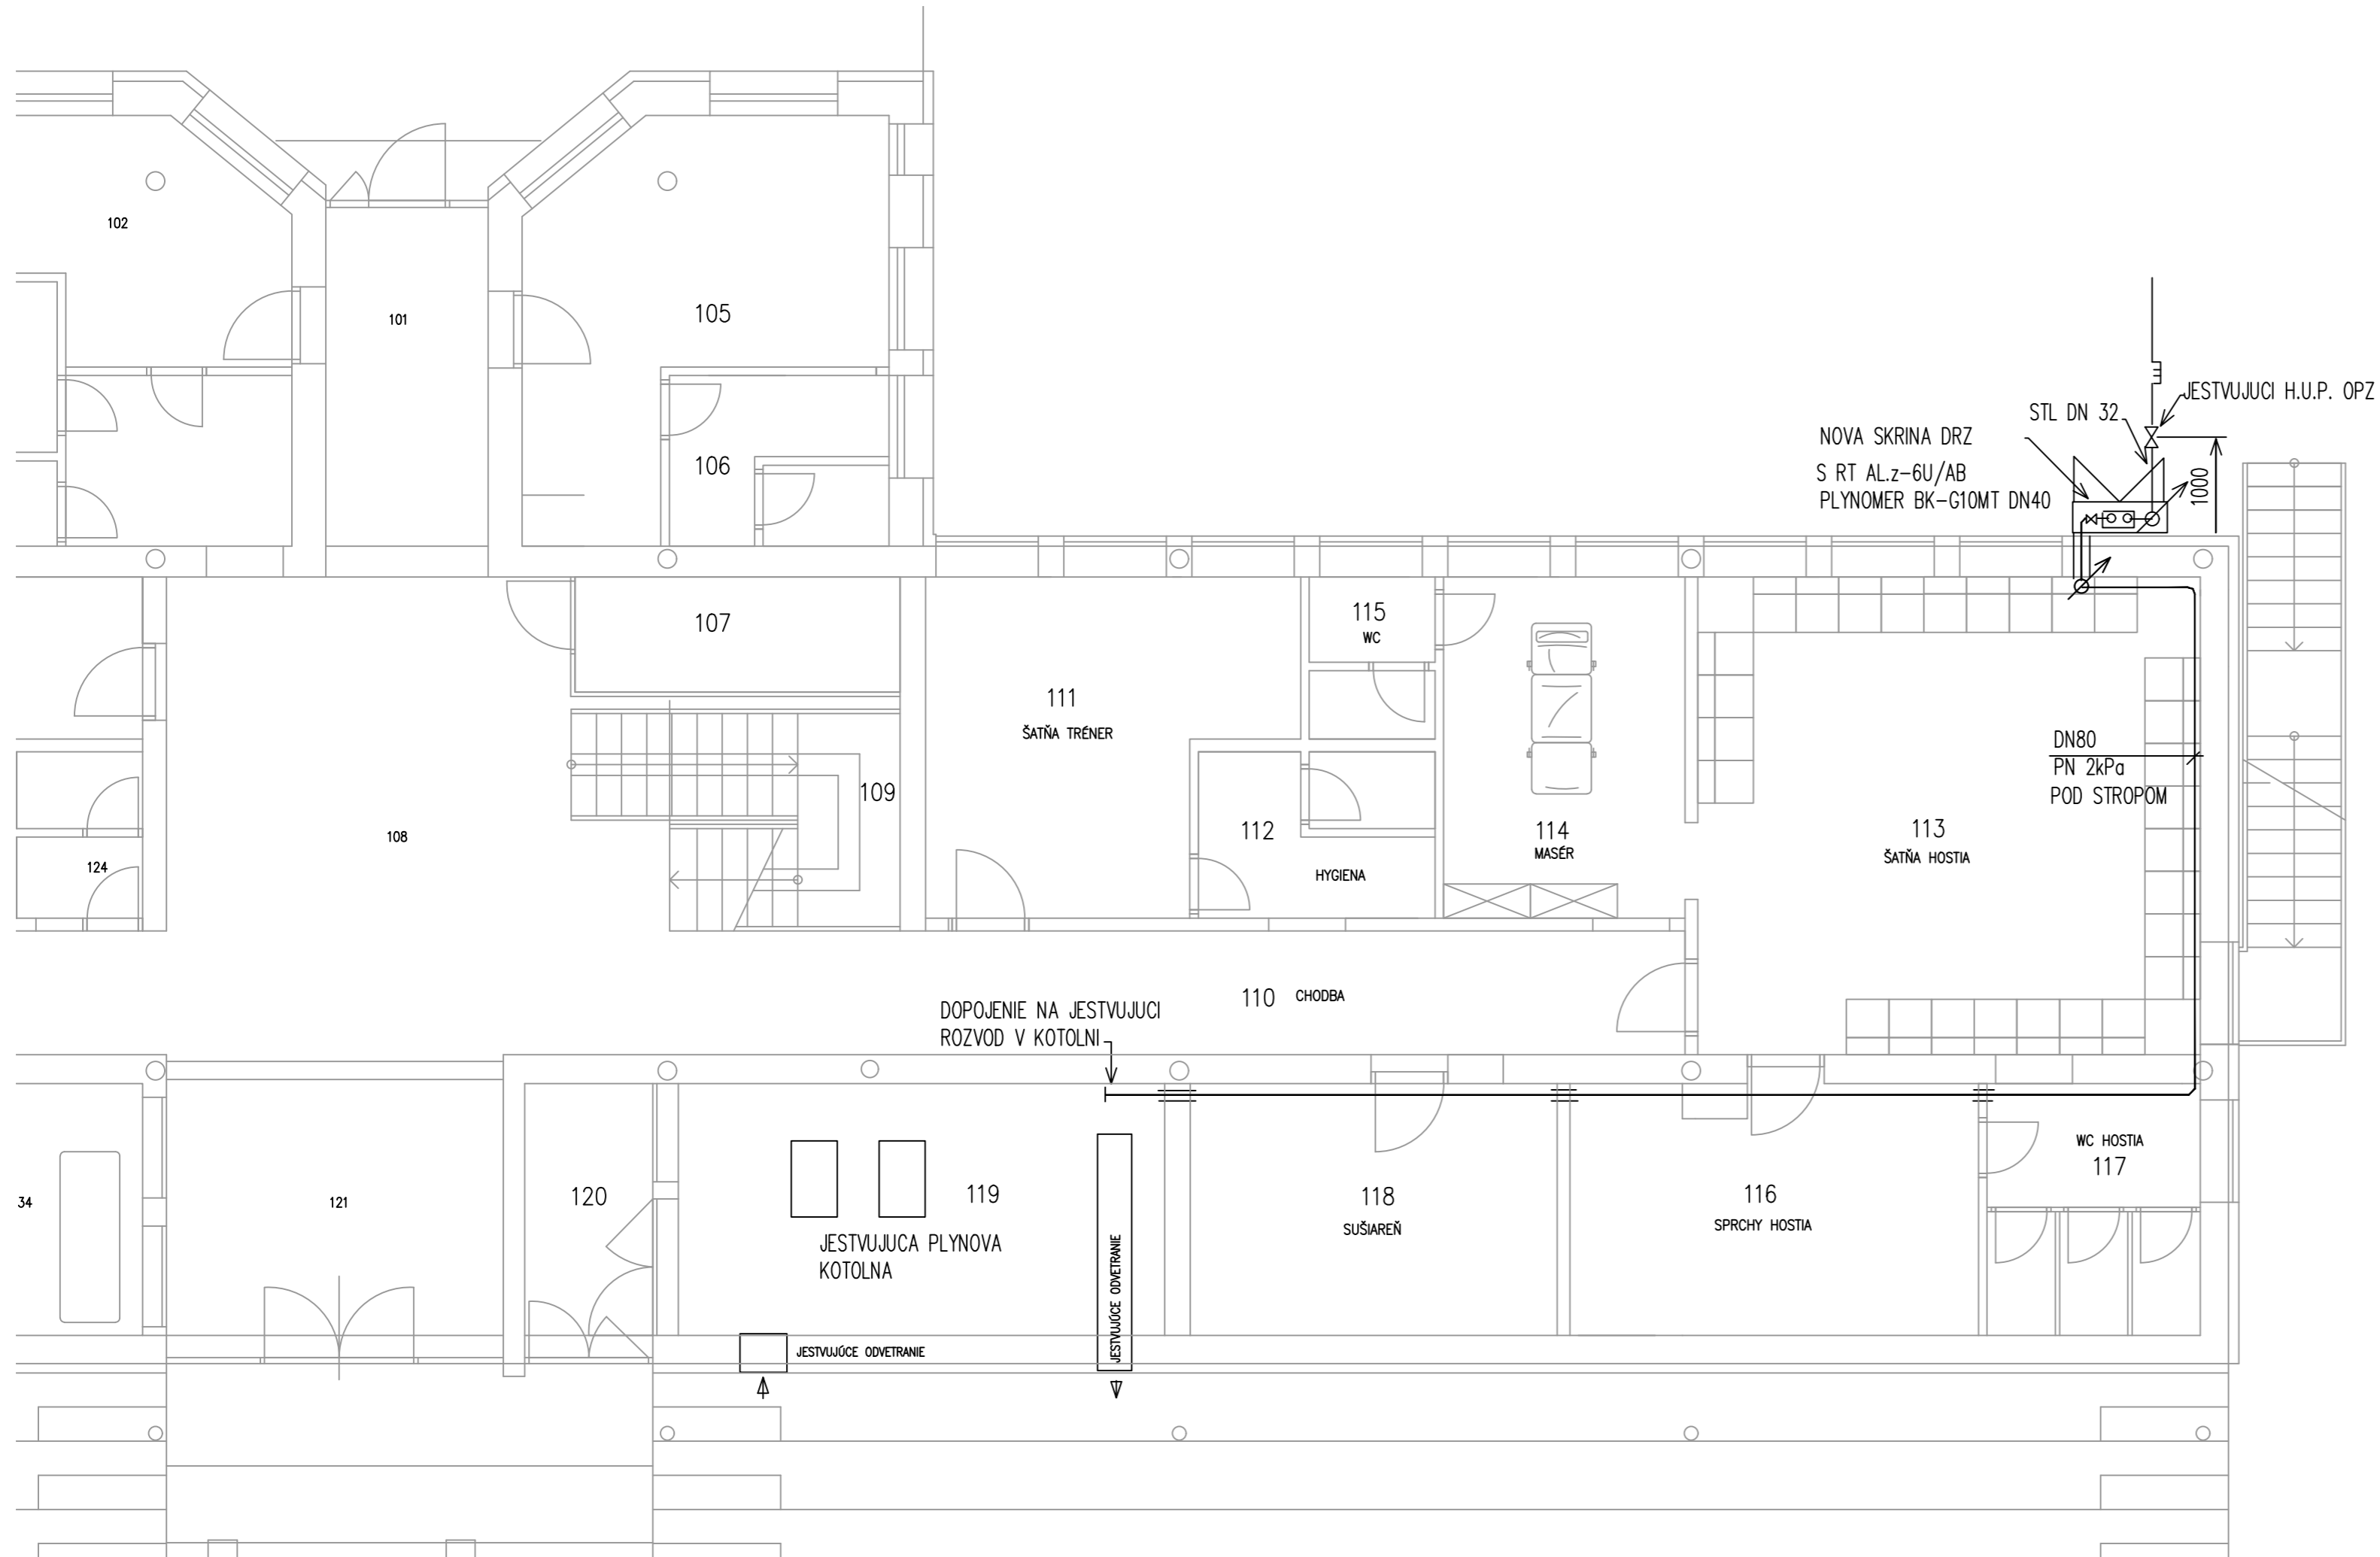 102
101
105
106
JESTVUJUCI H.U.P. OPZ
STL DN 32
NOVA SKRINA DRZ
S RT AL.z-6U/AB
PLYNOMER BK-G10MT DN40
1000
107
115
WC
111
ŠATŇA TRÉNER
109
108
124
112
HYGIENA
114
MASÉR
113
ŠATŇA HOSTIA
DN80
PN 2kPa
POD STROPOM
110 CHODBA
DOPOJENIE NA JESTVUJUCI
ROZVOD V KOTOLNI
34
121
120
119
JESTVUJUCA PLYNOVA
KOTOLNA
JESTVUJÚCE ODVETRANIE
JESTVUJÚCE ODVETRANIE
118
SUŠIAREŇ
116
SPRCHY HOSTIA
WC HOSTIA
117